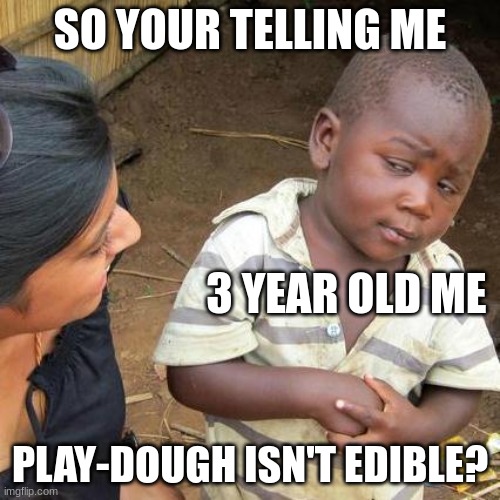 SO YOUR TELLING ME
3 YEAR OLD ME
PLAY-DOUGH ISN'T EDIBLE?
imgflip.com